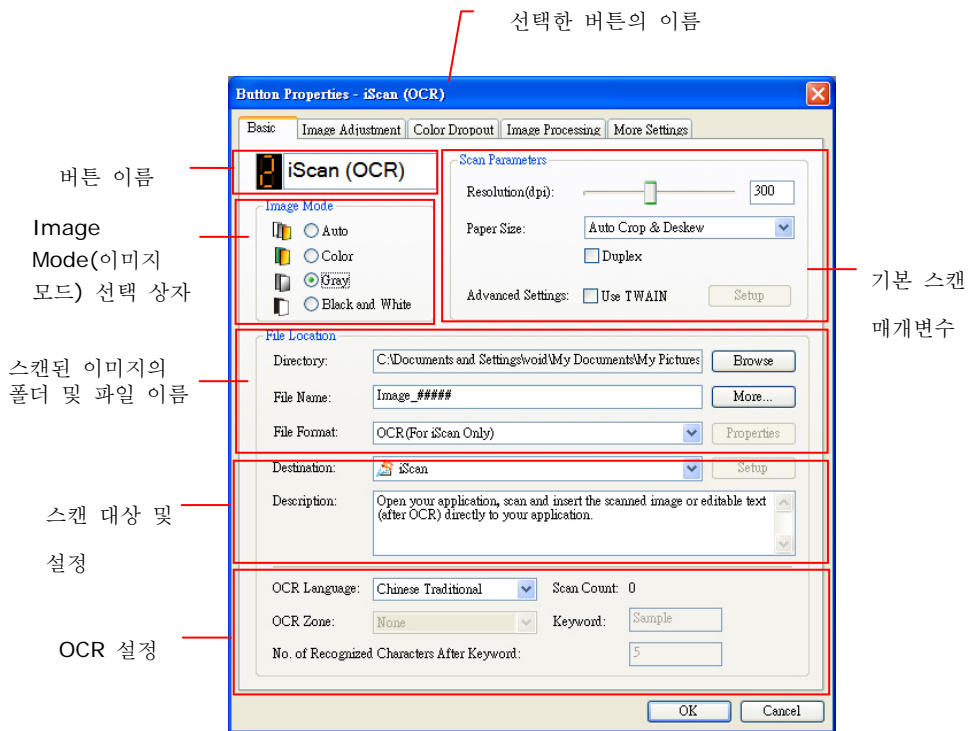 선택한 버튼의 이름
Button Properties - iScan (OCR)
Basic Image Adjustment Color Dropout Image Processing More Settings
버튼 이름
2 iScan (OCR)
Image
Mode(이미지
모드) 선택 상자
Image Mode
Auto
Color
Gray
Black and White
Scan Parameters
Resolution(dpi): 300
Paper Size: Auto Crop & Deskew
Duplex
Advanced Settings: Use TWAIN Setup
기본 스캔
매개변수
스캔된 이미지의
폴더 및 파일 이름
File Location
Directory: C:\Documents and Settings\void\My Documents\My Pictures Browse
File Name: Image_##### More...
File Format: OCR(For iScan Only) Properties
스캔 대상 및
설정
Destination: iScan Setup
Description: Open your application, scan and insert the scanned image or editable text
(after OCR) directly to your application.
OCR 설정
OCR Language: Chinese Traditional Scan Count: 0
OCR Zone: None Keyword: Sample
No. of Recognized Characters After Keyword: 5
OK Cancel